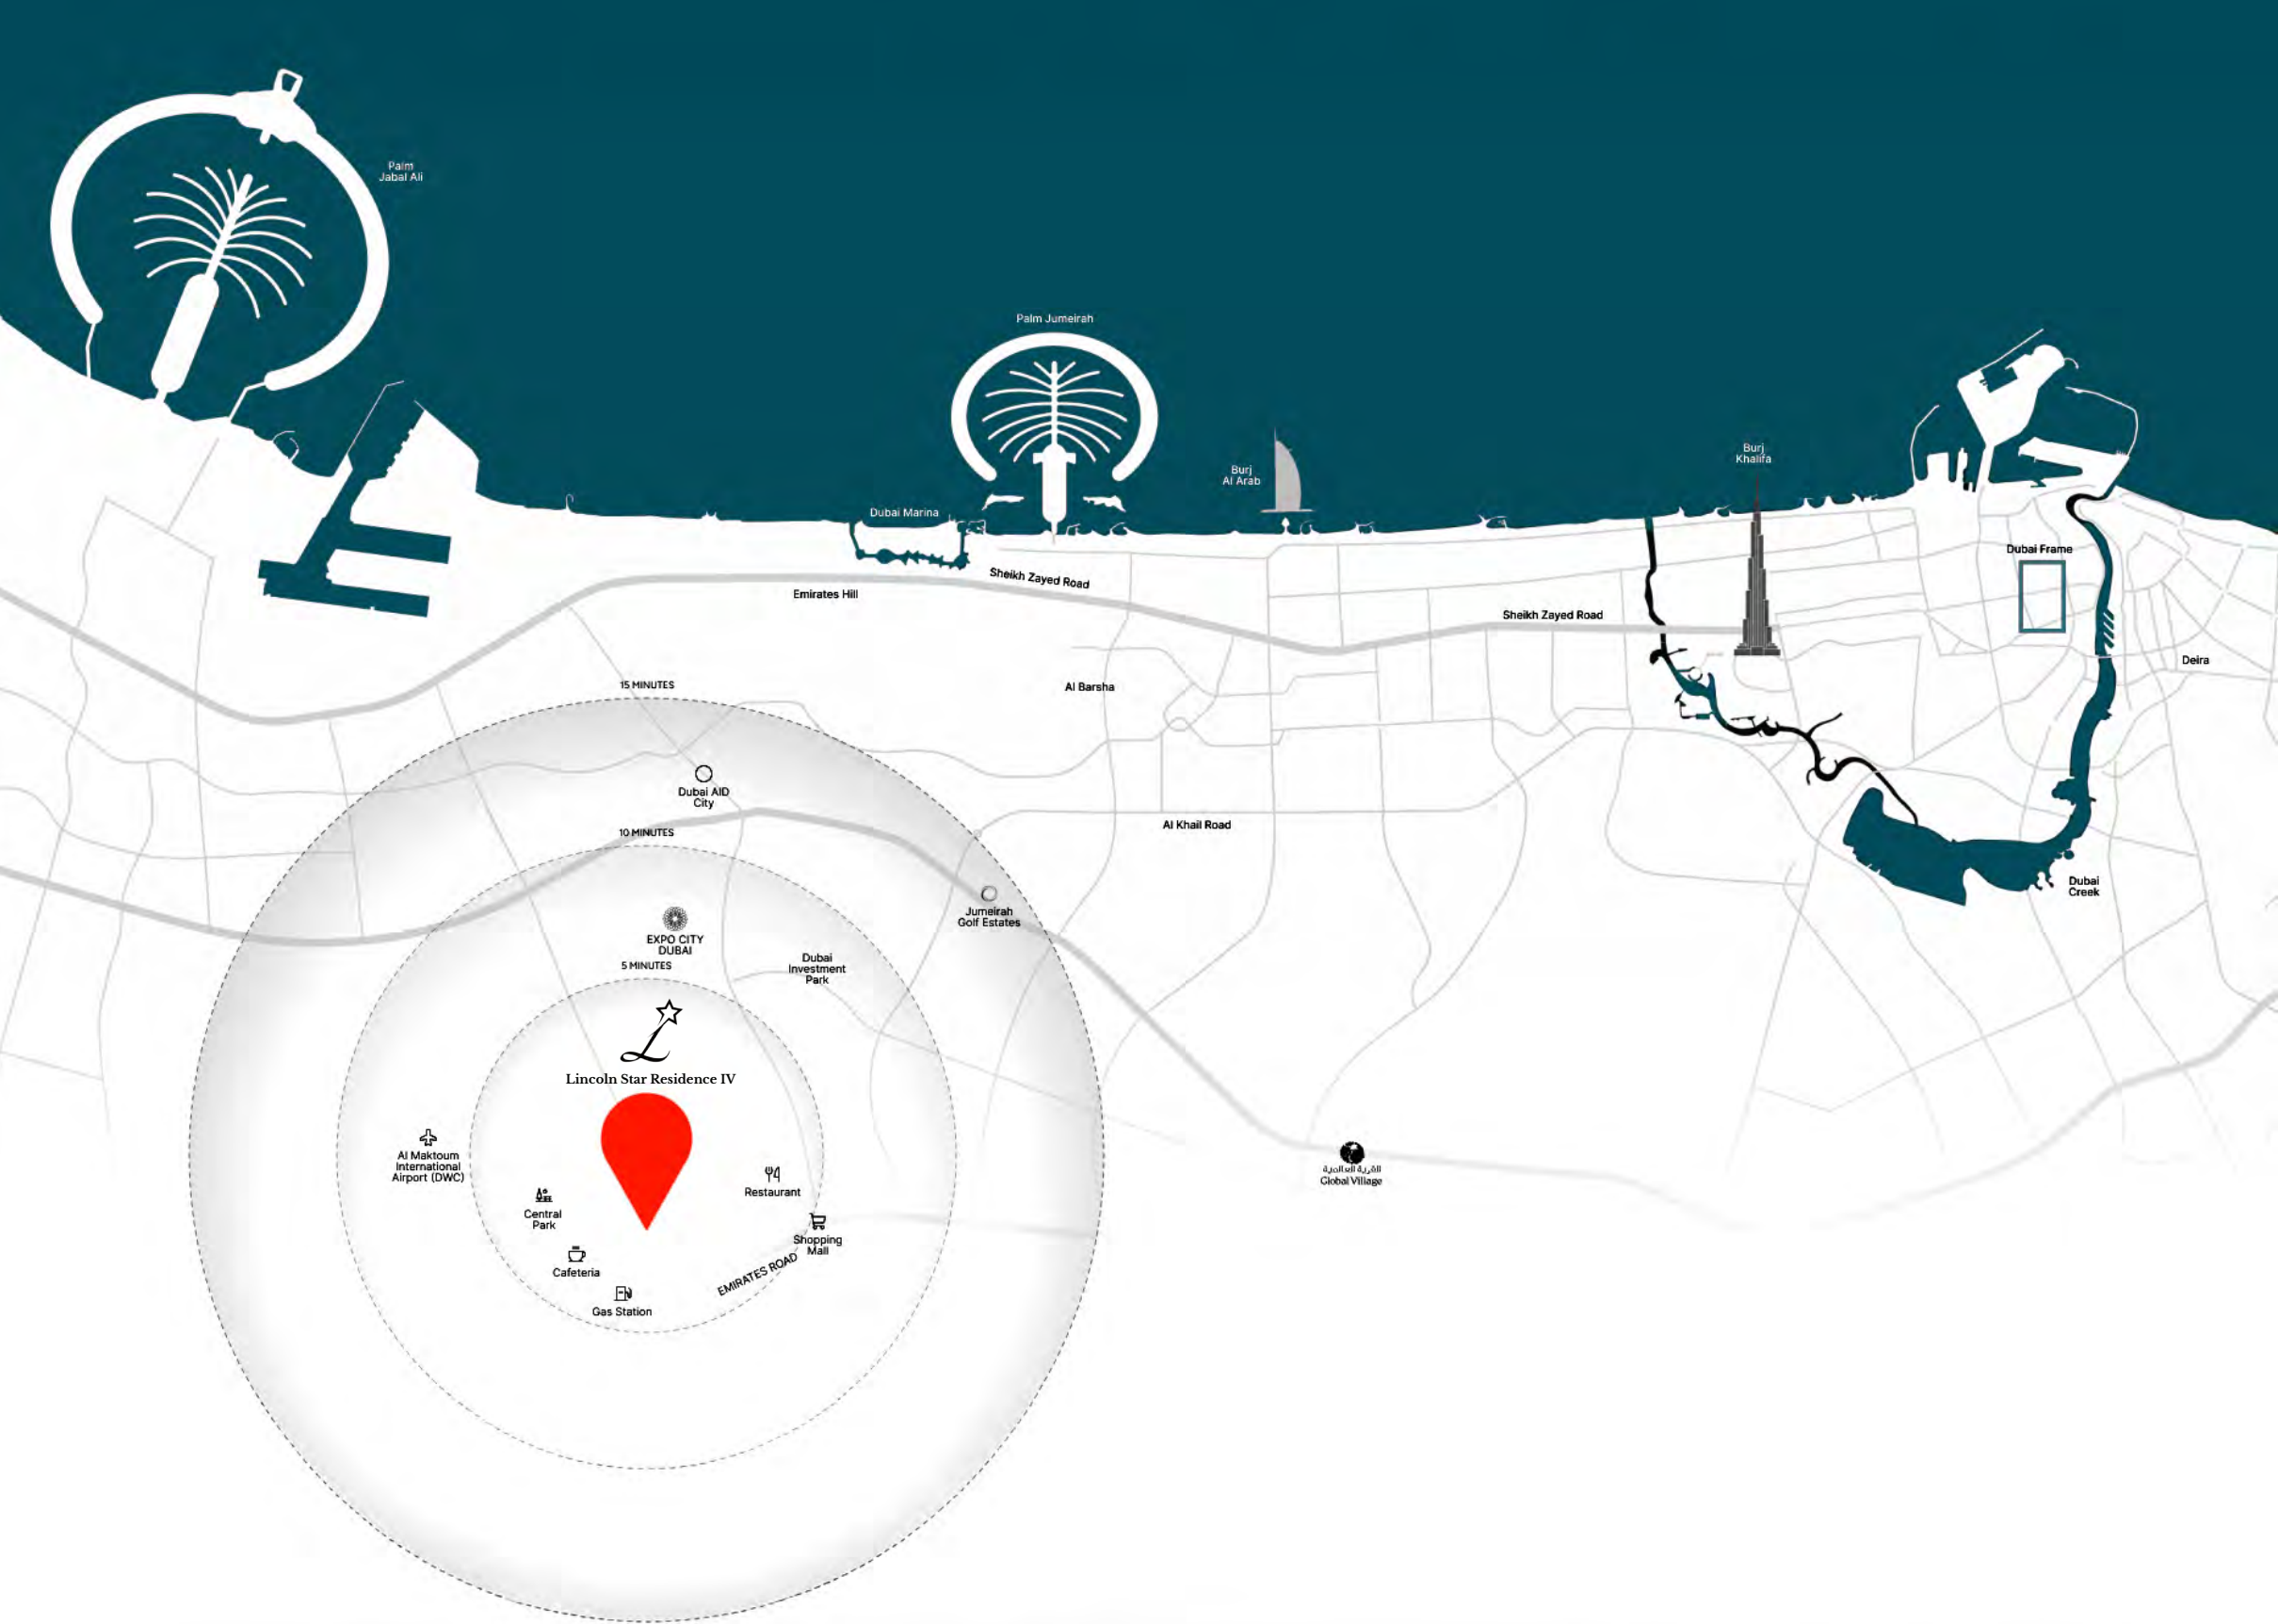 Palm
Jabal Ali
Palm Jumeirah
Burj
Al Arab
Burj
Khalifa
Dubai Marina
Dubai Frame
Sheikh Zayed Road
Emirates Hill
Sheikh Zayed Road
Deira
15 MINUTES
Al Barsha
Dubai AID
City
10 MINUTES
Al Khail Road
Dubai
Creek
Jumeirah
Golf Estates
EXPO CITY
DUBAI
5 MINUTES
Dubai
Investment
Park
L
Lincoln Star Residence IV
Al Maktoum
International
Airport (DWC)
القرية العالمية
Global Village
Restaurant
Central
Park
Shopping
Mall
Cafeteria
EMIRATES ROAD
Gas Station